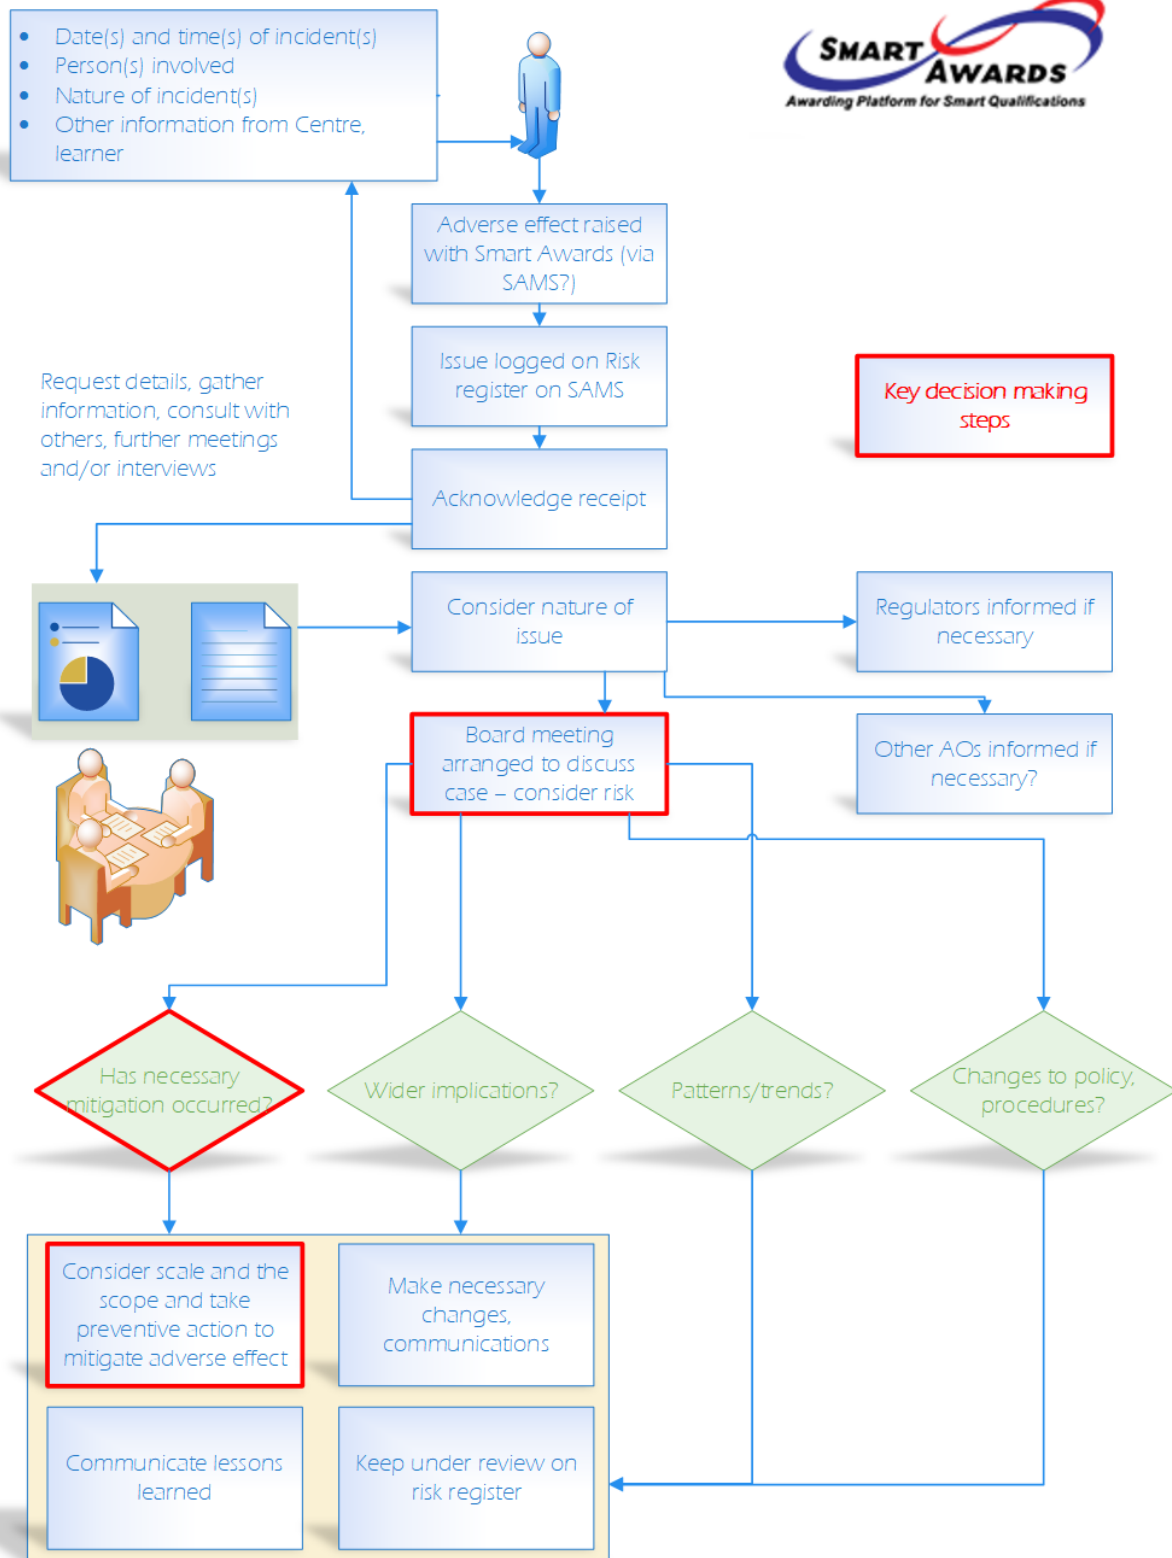 • Date(s) and time(s) of incident(s)
• Person(s) involved
• Nature of incident(s)
• Other information from Centre,
learner
SMART
AWARDS
Awarding Platform for Smart Qualifications
Adverse effect raised
with Smart Awards (via
SAMS?)
Issue logged on Risk
register on SAMS
Key decision making
steps
Request details, gather
information, consult with
others, further meetings
and/or interviews
Acknowledge receipt
Consider nature of
issue
Regulators informed if
necessary
Board meeting
arranged to discuss
case – consider risk
Other AOs informed if
necessary?
Has necessary
mitigation occurred?
Wider implications?
Patterns/trends?
Changes to policy,
procedures?
Consider scale and the
scope and take
preventive action to
mitigate adverse effect
Make necessary
changes,
communications
Communicate lessons
learned
Keep under review on
risk register